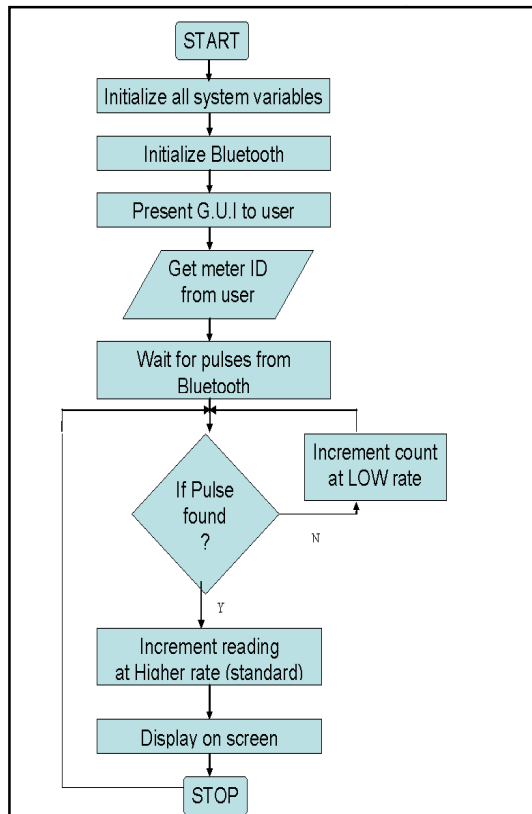 START
Initialize all system variables
Initialize Bluetooth
Present G.U.I to user
Get meter ID
from user
Wait for pulses from
Bluetooth
If Pulse
found
?
N
Increment count
at LOW rate
Y
Increment reading
at Higher rate (standard)
Display on screen
STOP